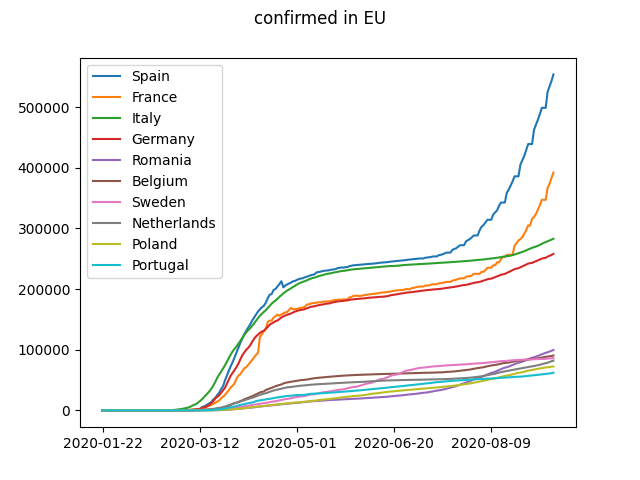 confirmed in EU
Spain
France
Italy
Germany
Romania
Belgium
Sweden
Netherlands
Poland
Portugal
500000
400000
300000
200000
100000
0
2020-01-22 2020-03-12 2020-05-01 2020-06-20 2020-08-09